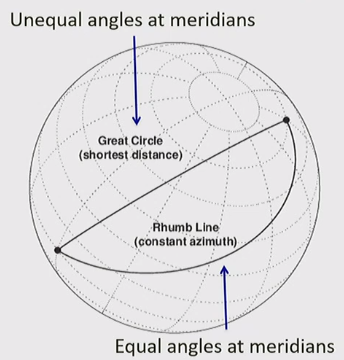 Unequal angles at meridians
Great Circle
(shortest distance)
Rhumb Line
(constant azimuth)
Equal angles at meridians